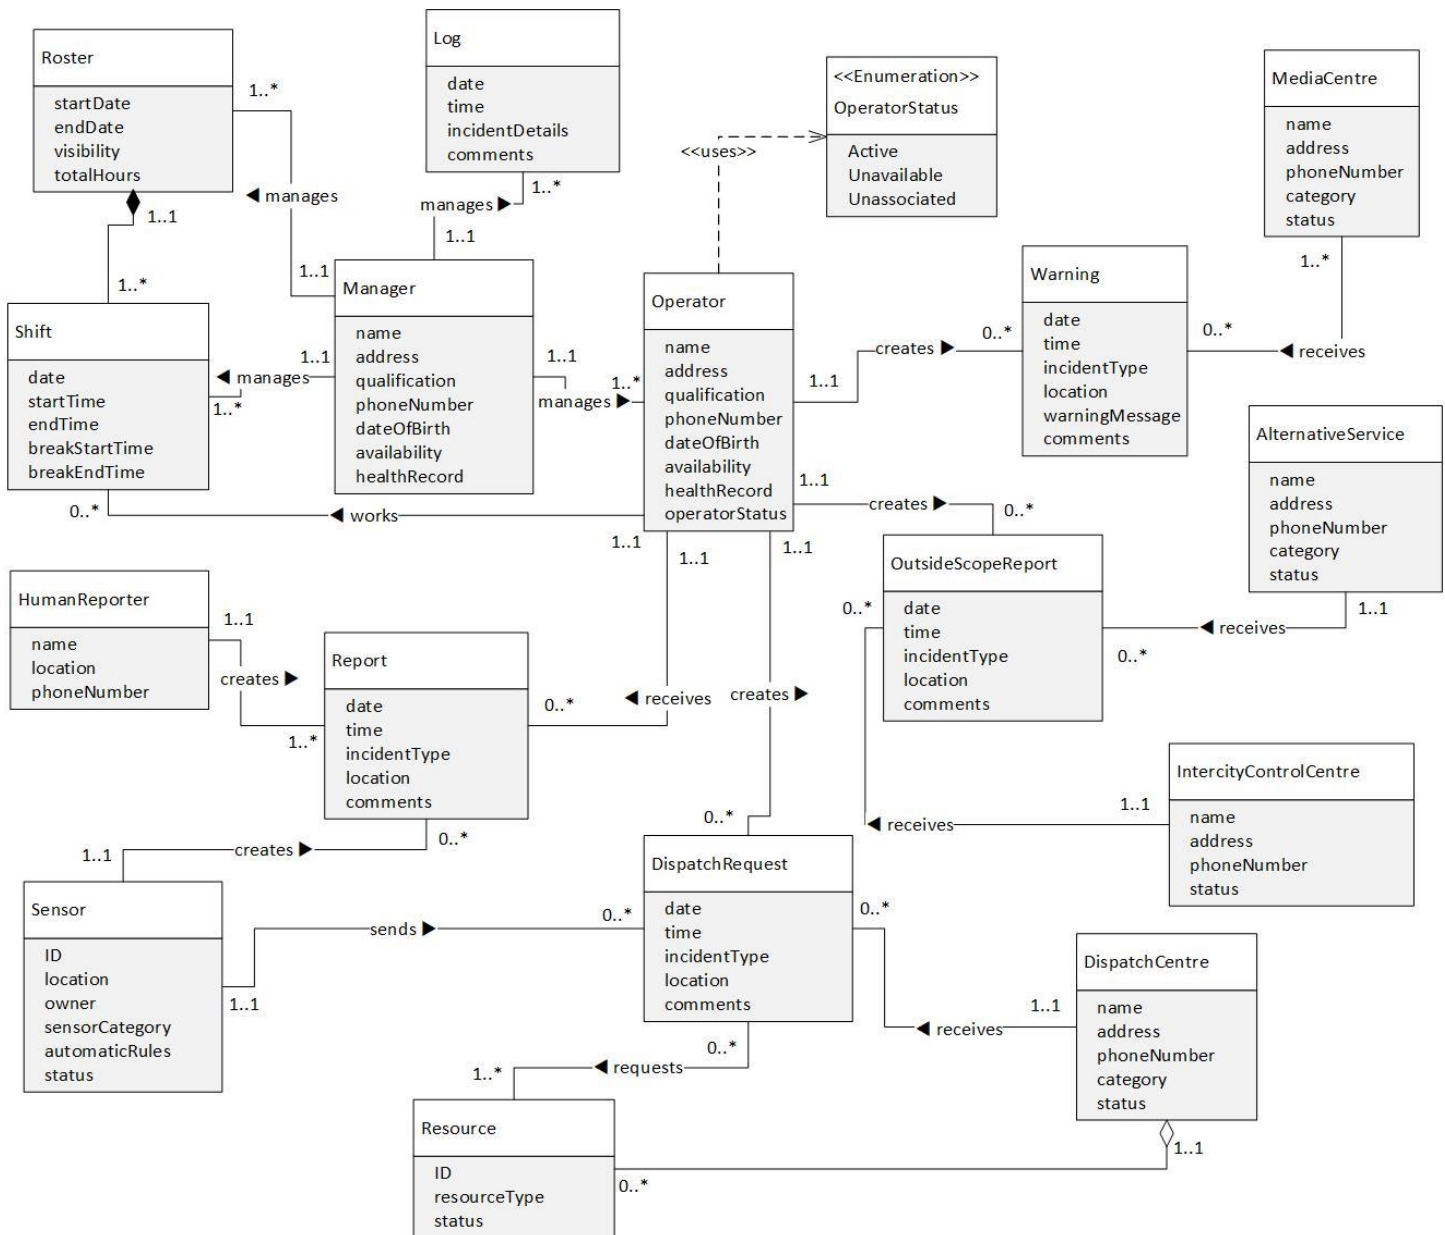 Roster
startDate
endDate
visibility
totalHours
1..*
◀ manages
1..1
1..1
1..*
Log
date
time
incidentDetails
comments
1..*
manages ▶
1..1
<<Enumeration>>
OperatorStatus
Active
Unavailable
Unassociated
<<uses>>
MediaCentre
name
address
phoneNumber
category
status
1..*
◀ receives
0..*
Manager
name
address
qualification
phoneNumber
dateOfBirth
availability
healthRecord
1..1
◀ manages
1..*
1..1
manages ▶
1..*
Shift
date
startTime
endTime
breakStartTime
breakEndTime
0..*
◀ works
1..1
Operator
name
address
qualification
phoneNumber
dateOfBirth
availability
healthRecord
operatorStatus
1..1
creates ▶
0..*
Warning
date
time
incidentType
location
warningMessage
comments
1..1
creates ▶
0..*
AlternativeService
name
address
phoneNumber
category
status
1..1
◀ receives
0..*
OutsideScopeReport
date
time
incidentType
location
comments
0..*
◀ receives
1..1
IntercityControlCentre
name
address
phoneNumber
status
HumanReporter
name
location
phoneNumber
1..1
creates ▶
1..*
Report
date
time
incidentType
location
comments
0..*
◀ receives
1..1
1..1
creates ▶
0..*
0..*
creates ▶
1..1
Sensor
ID
location
owner
sensorCategory
automaticRules
status
1..1
sends ▶
0..*
DispatchRequest
date
time
incidentType
location
comments
0..*
◀ receives
1..1
DispatchCentre
name
address
phoneNumber
category
status
1..1
0..*
0..*
◀ requests
1..*
Resource
ID
resourceType
status